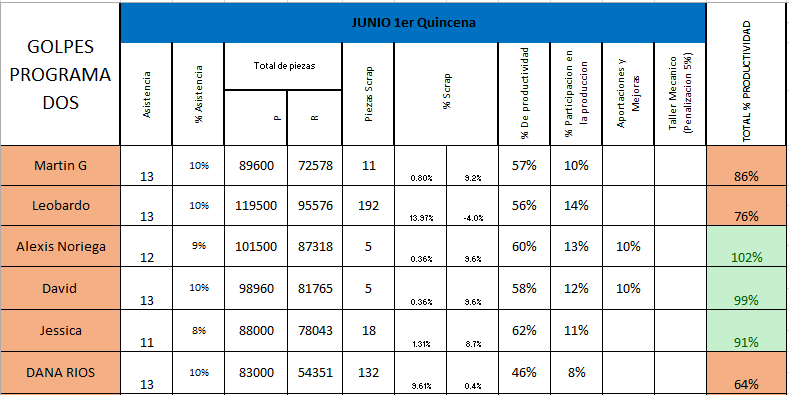 GOLPES PROGRAMADOS
JUNIO 1er Quincena
Asistencia
% Asistencia
Total de piezas
P
R
Piezas Scrap
% Scrap
% De productividad
% Participacion en la produccion
Aportaciones y Mejoras
Taller Mecanico (Penalizacion 5%)
TOTAL % PRODUCTIVIDAD
Martin G 13 10% 89600 72578 11 0.80% 9.2% 57% 10% 86%
Leobardo 13 10% 119500 95576 192 13.97% -4.0% 56% 14% 76%
Alexis Noriega 12 9% 101500 87318 5 0.36% 9.6% 60% 13% 10% 102%
David 13 10% 98960 81765 5 0.36% 9.6% 58% 12% 10% 99%
Jessica 11 8% 88000 78043 18 1.31% 8.7% 62% 11% 91%
DANA RIOS 13 10% 83000 54351 132 9.61% 0.4% 46% 8% 64%